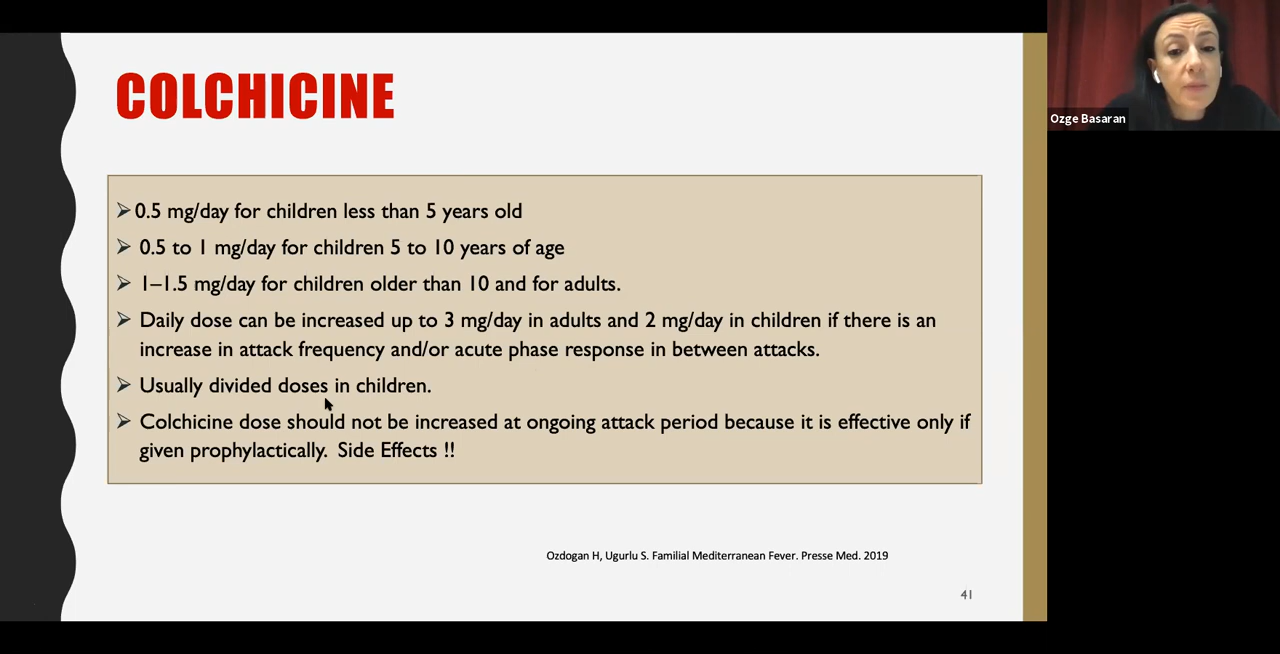 COLCHICINE
Ozge Basaran
0.5 mg/day for children less than 5 years old
0.5 to 1 mg/day for children 5 to 10 years of age
1–1.5 mg/day for children older than 10 and for adults.
Daily dose can be increased up to 3 mg/day in adults and 2 mg/day in children if there is an
increase in attack frequency and/or acute phase response in between attacks.
Usually divided doses in children.
Colchicine dose should not be increased at ongoing attack period because it is effective only if
given prophylactically. Side Effects !!
Ozdogan H, Ugurlu S. Familial Mediterranean Fever. Presse Med. 2019
41